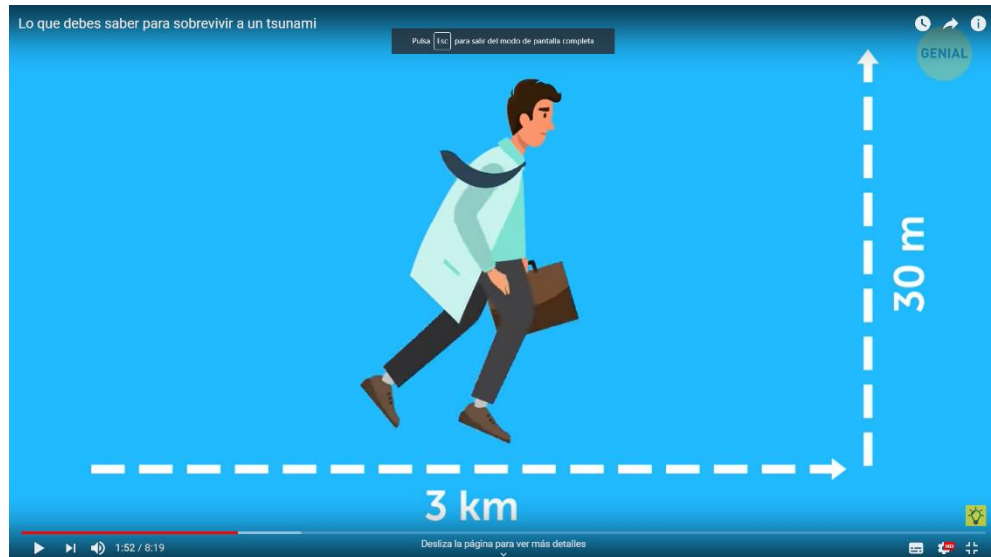 Lo que debes saber para sobrevivir a un tsunami
Pulsa Esc para salir del modo de pantalla completa
GENIAL
30 m
3 km
1:52 / 8:19
Desliza la página para ver más detalles
HD